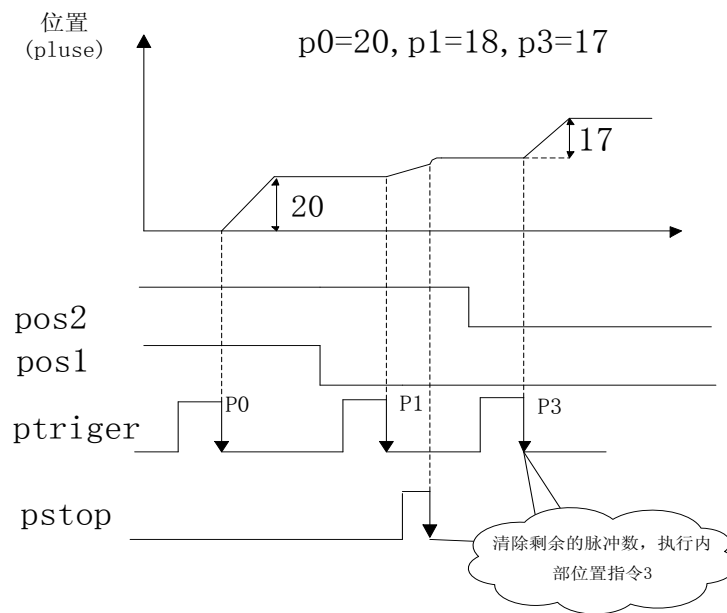 位置
(pluse)
p0=20, p1=18, p3=17
17
20
pos2
pos1
P0
P1
P3
ptriger
pstop
清除剩余的脉冲数，执行内
部位置指令3